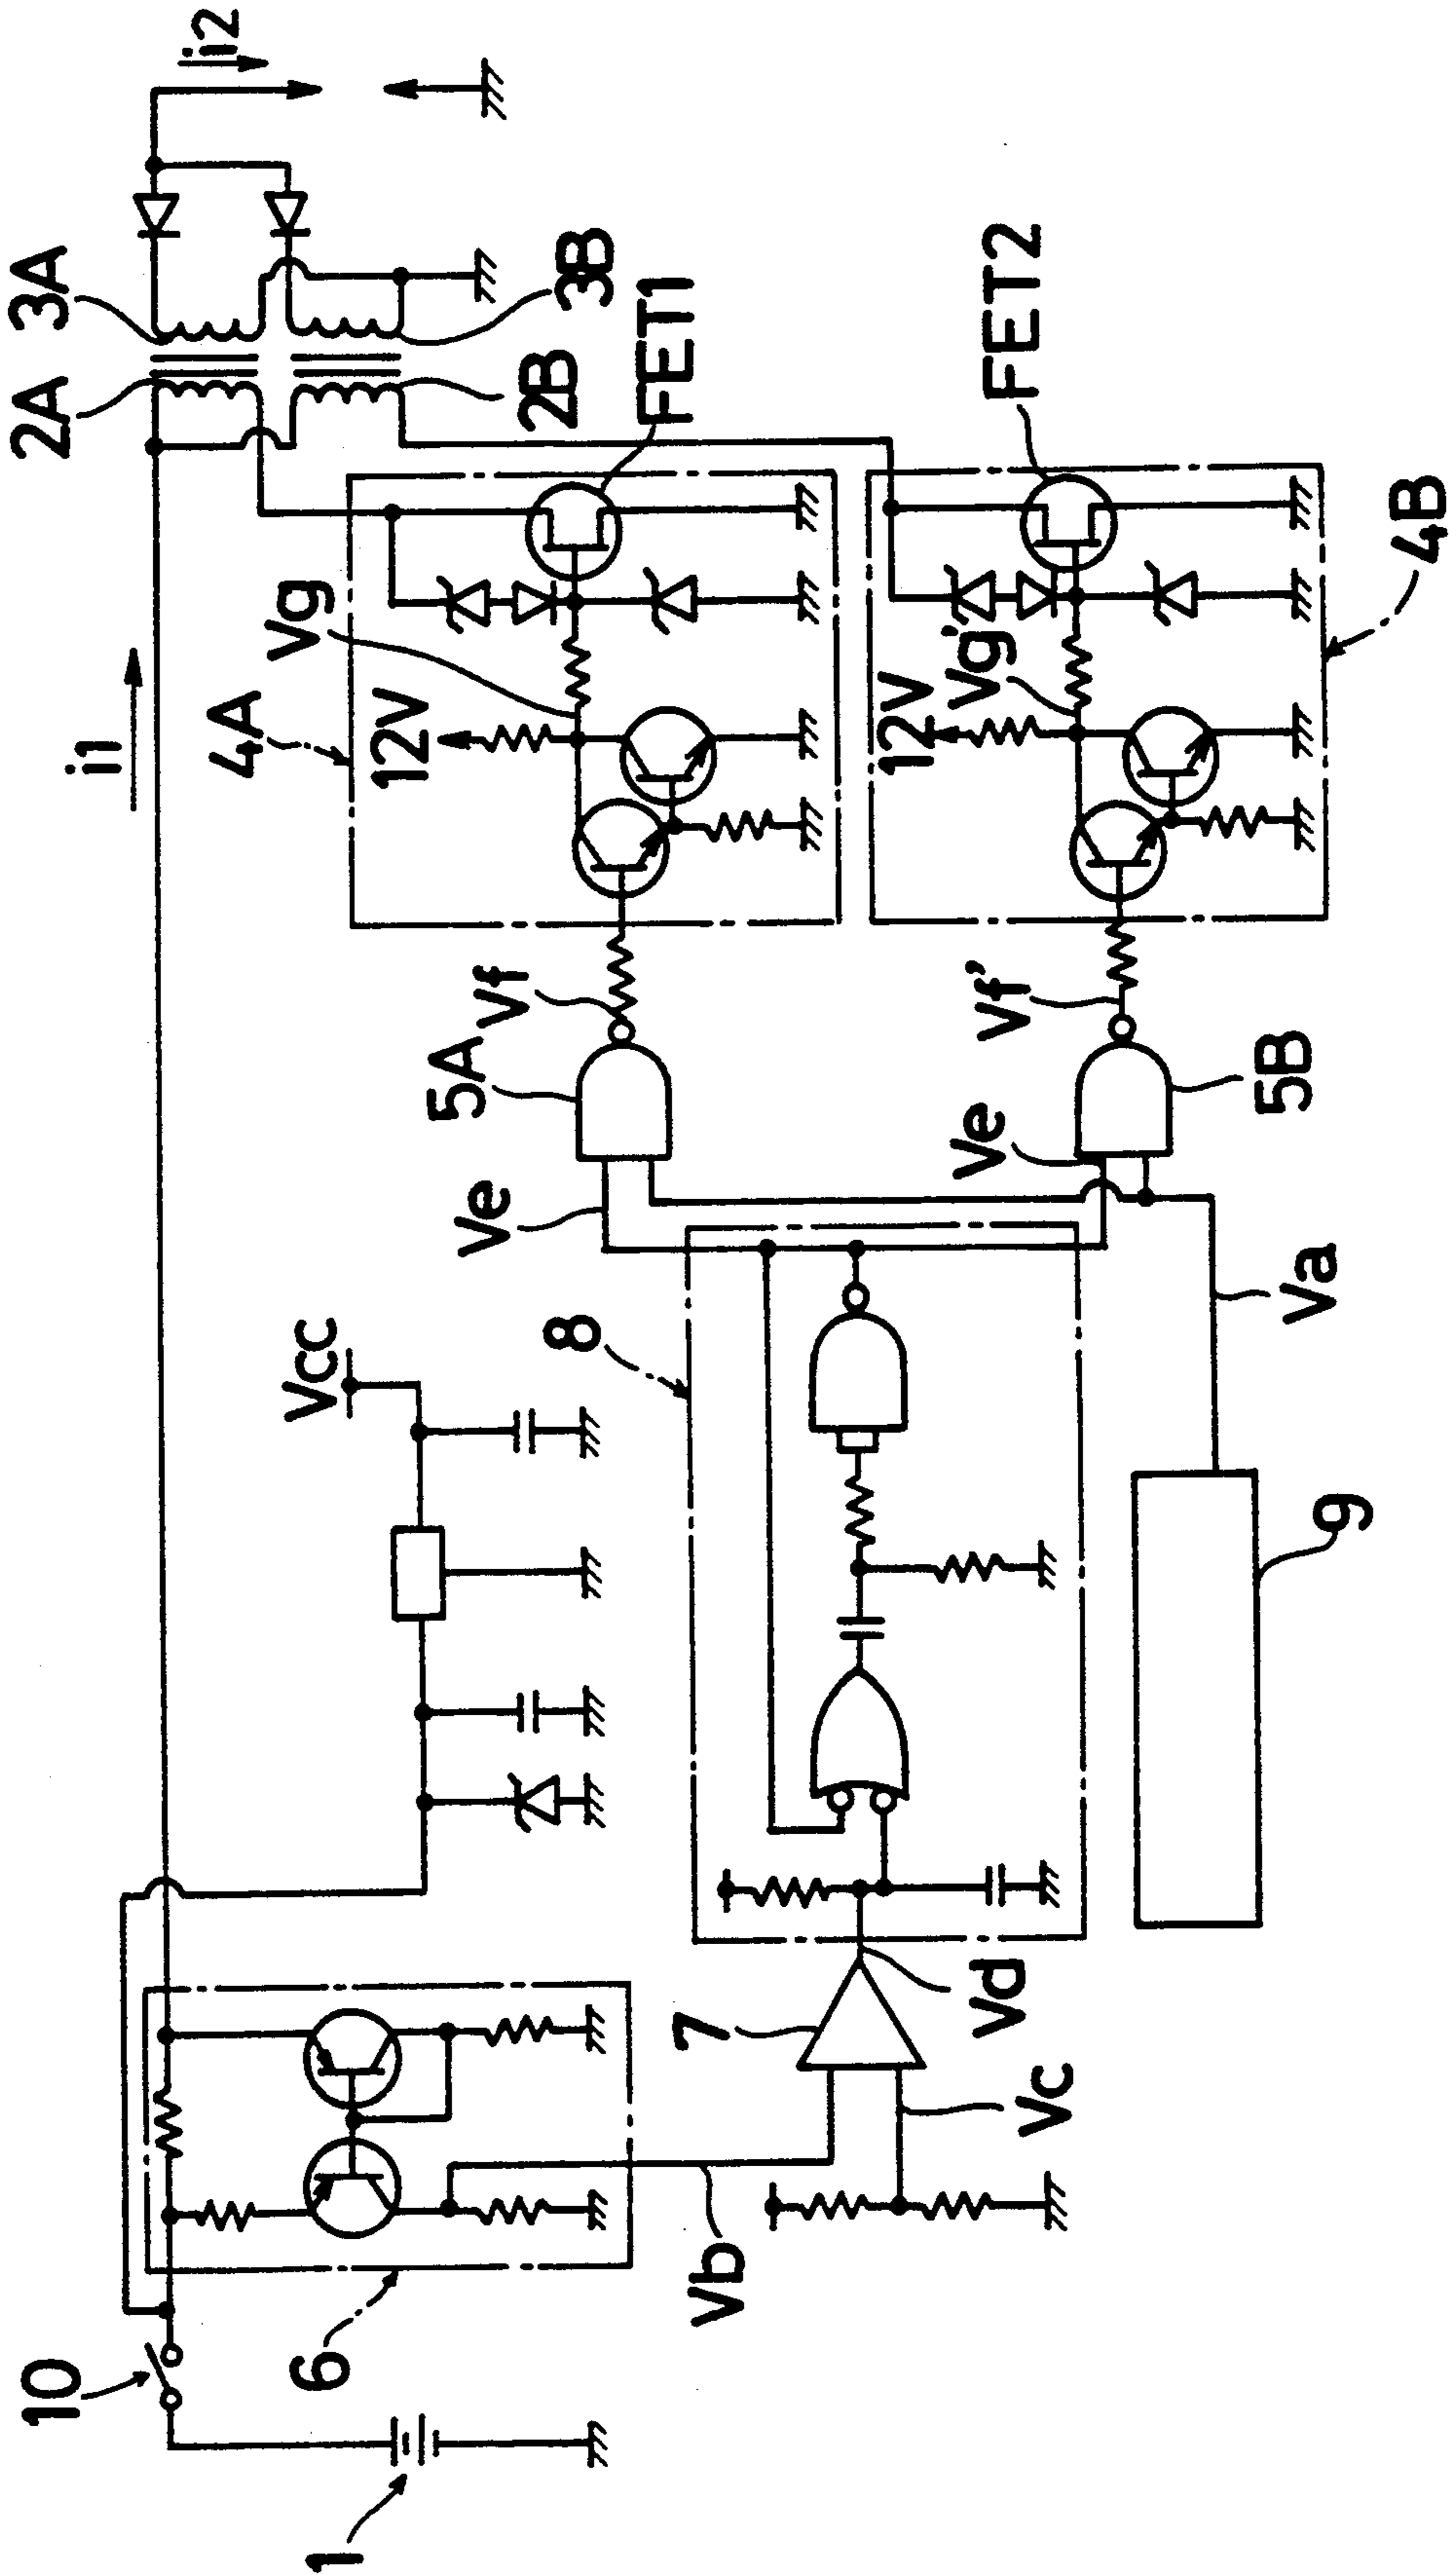 1
10
6
Vb
Vc
7
Vd
i1
Vcc
8
9
Va
Ve
Ve
5A
5B
Vf
Vf'
4A
12V
Vg
12V
Vg'
4B
2A
3A
2B
3B
FET1
FET2
i2